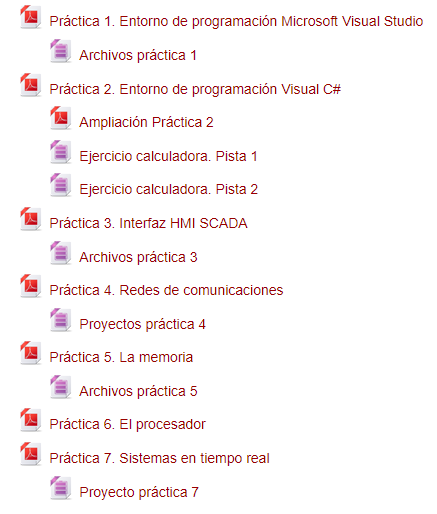 Práctica 1. Entorno de programación Microsoft Visual Studio
Archivos práctica 1
Práctica 2. Entorno de programación Visual C#
Ampliación Práctica 2
Ejercicio calculadora. Pista 1
Ejercicio calculadora. Pista 2
Práctica 3. Interfaz HMI SCADA
Archivos práctica 3
Práctica 4. Redes de comunicaciones
Proyectos práctica 4
Práctica 5. La memoria
Archivos práctica 5
Práctica 6. El procesador
Práctica 7. Sistemas en tiempo real
Proyecto práctica 7